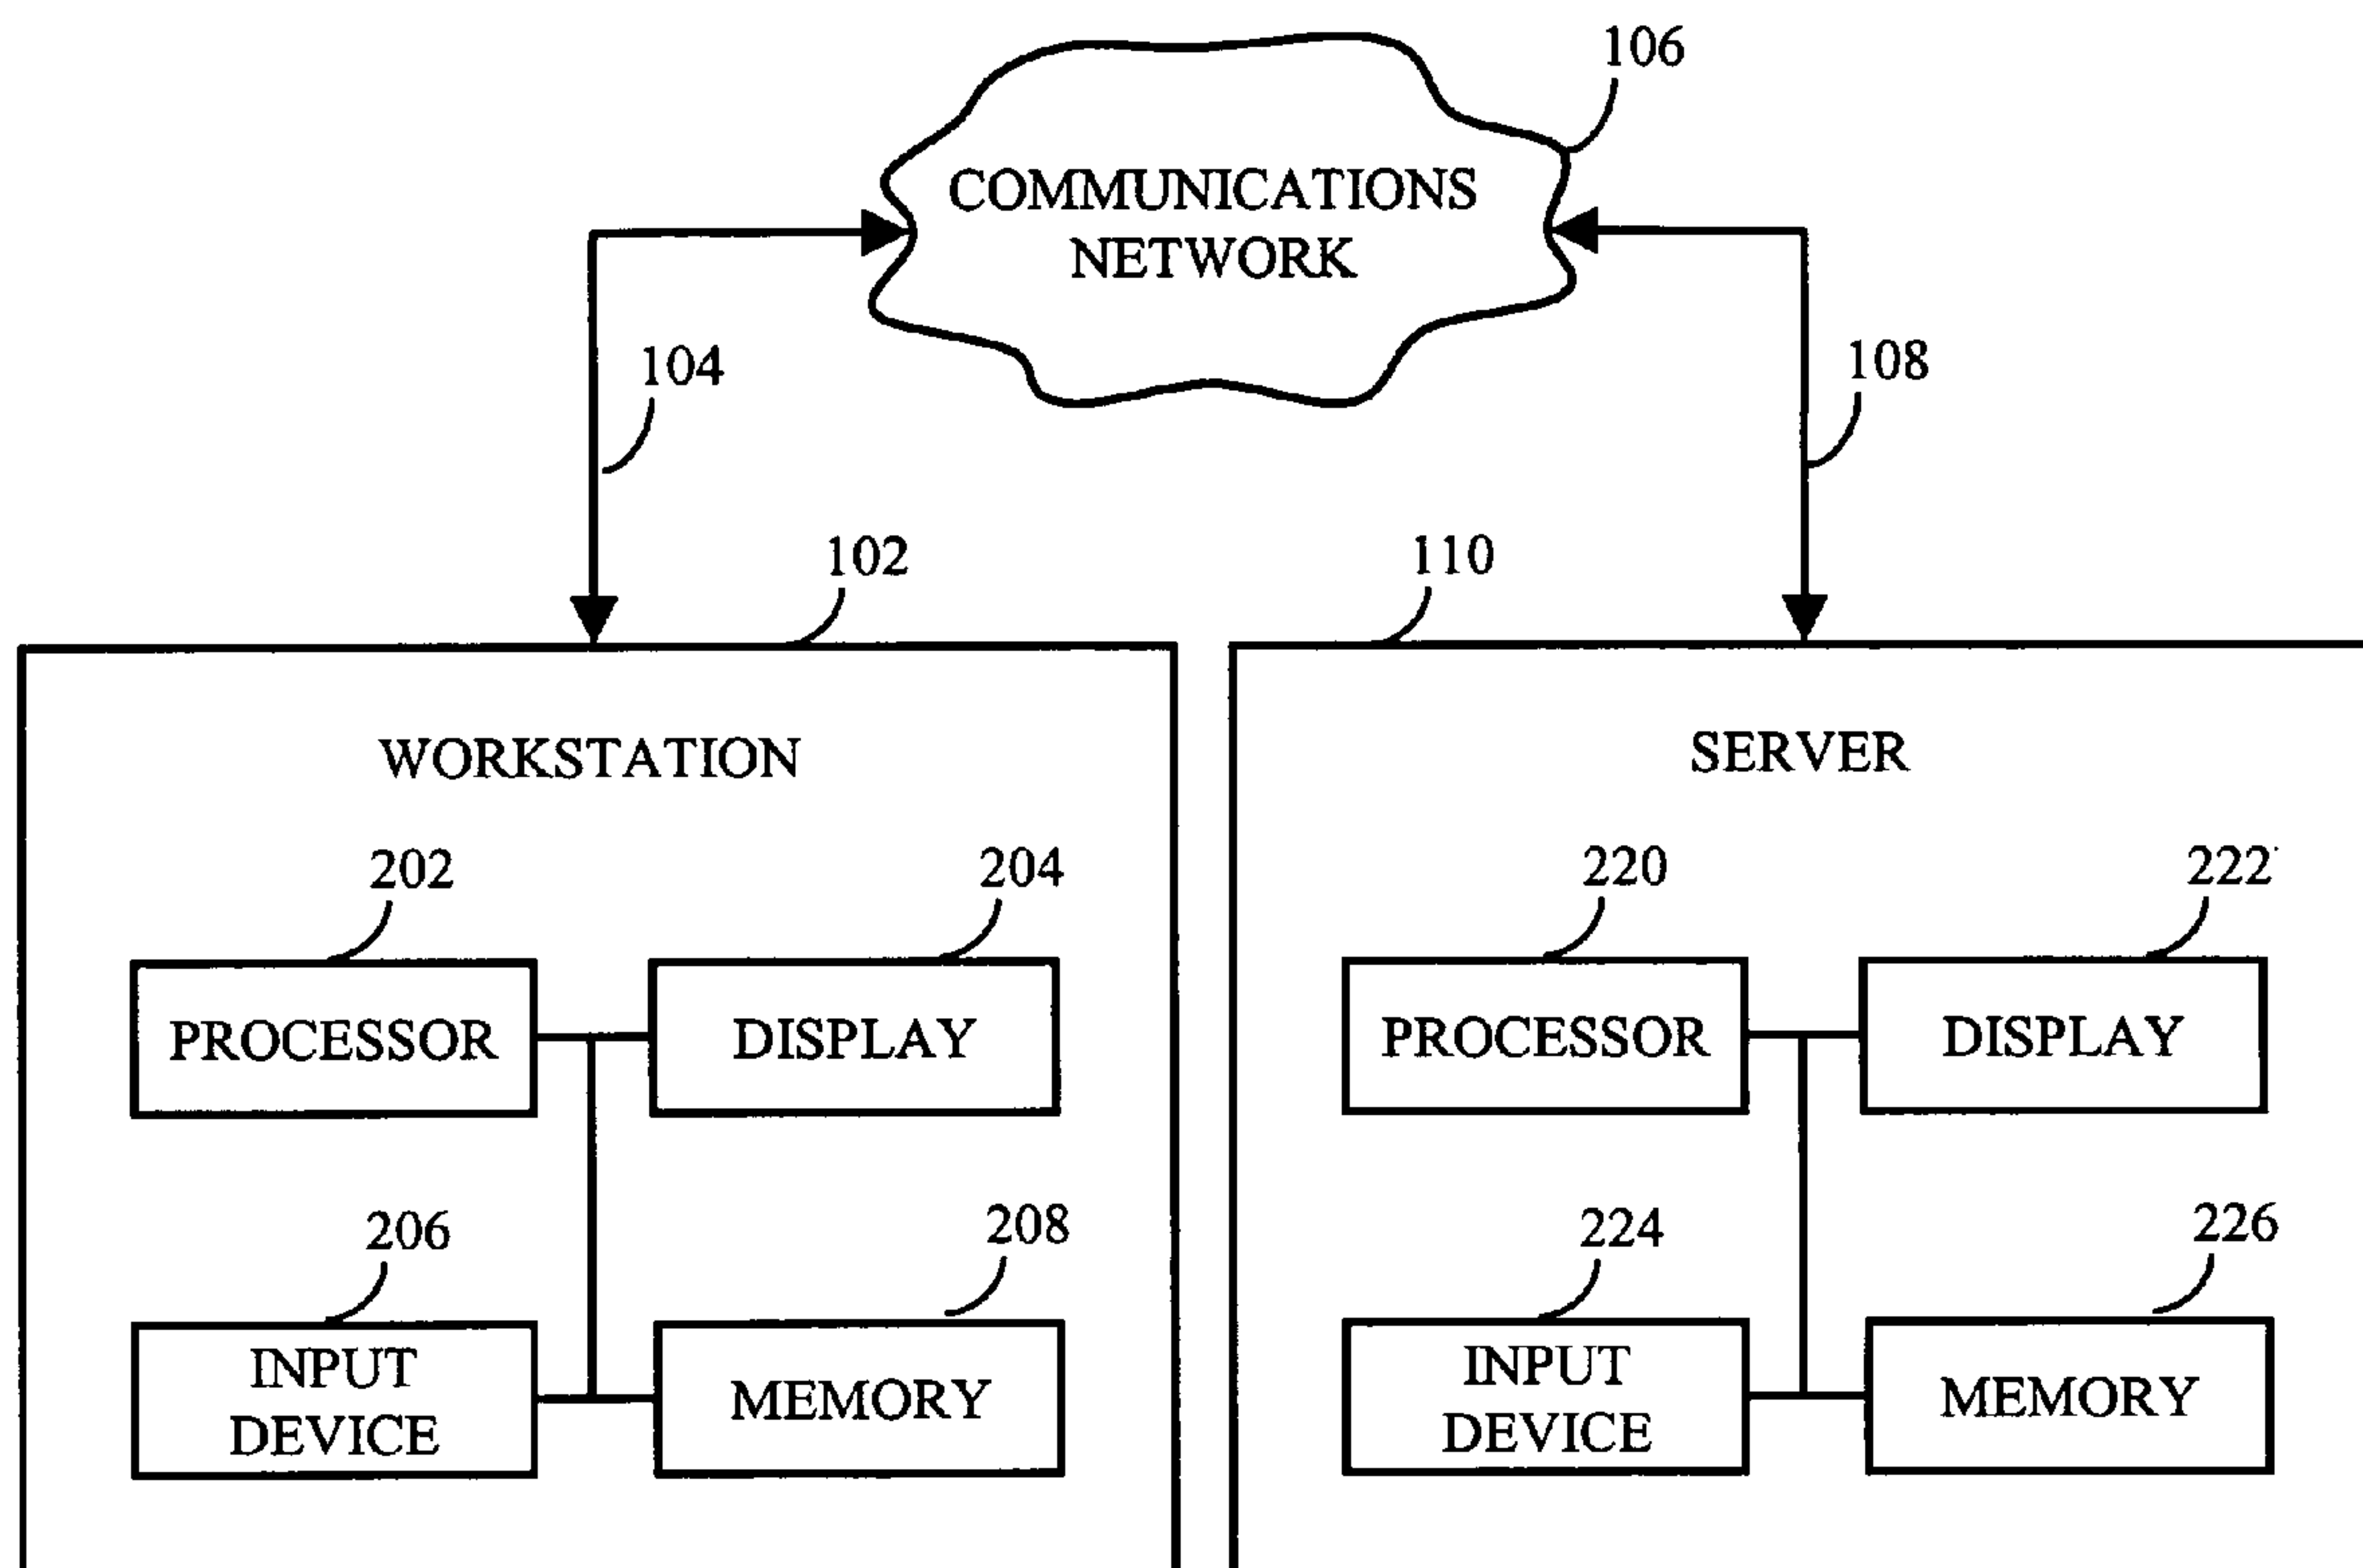 106
COMMUNICATIONS
NETWORK
104
108
102
110
WORKSTATION
SERVER
202
204
220
222
PROCESSOR
DISPLAY
PROCESSOR
DISPLAY
206
208
224
226
INPUT
DEVICE
MEMORY
INPUT
DEVICE
MEMORY